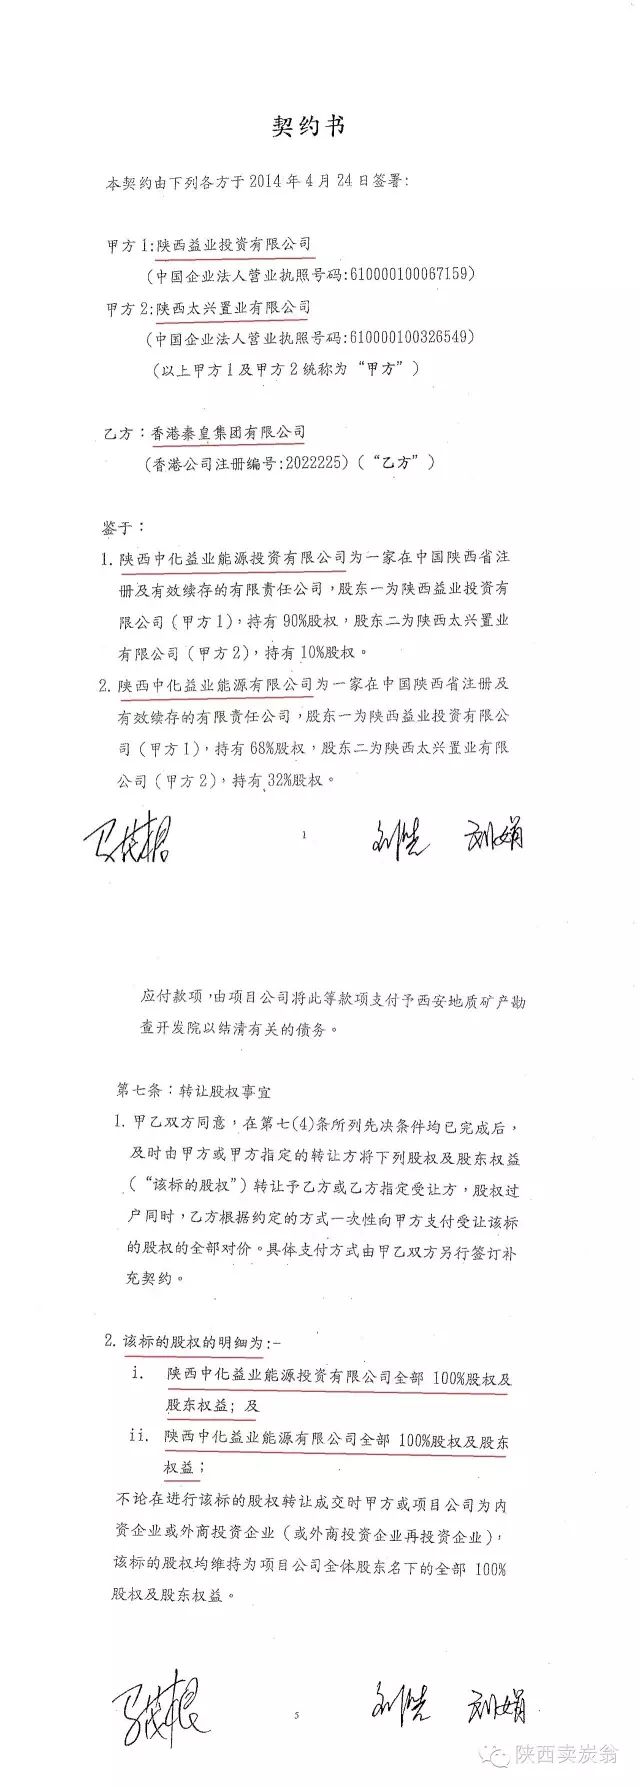 契约书
本契约由下列各方于2014年4月24日签署:
甲方1:陕西益业投资有限公司
(中国企业法人营业执照号码:610000100067159)
甲方2:陕西太兴置业有限公司
(中国企业法人营业执照号码:610000100326549)
(以上甲方1及甲方2统称为“甲方”)
乙方：香港秦皇集团有限公司
(香港公司注册编号:2022225)(“乙方”)
鉴于：
1.陕西中化益业能源投资有限公司为一家在中国陕西省注
册及有效续存的有限责任公司，股东一为陕西益业投资有
限公司(甲方1)，持有90%股权，股东二为陕西太兴置业
有限公司(甲方2)，持有10%股权。
2.陕西中化益业能源有限公司为一家在中国陕西省注册及
有效续存的有限责任公司，股东一为陕西益业投资有限公
司(甲方1)，持有68%股权，股东二为陕西太兴置业有限
公司(甲方2)，持有32%股权。
马茂根 1 刘皓 刘娟
应付款项，由项目公司将此等款项支付予西安地质矿产勘
查开发院以结清有关的债务。
第七条：转让股权事宜
1.甲乙双方同意，在第七(4)条所列先决条件均已完成后，
及时由甲方或甲方指定的转让方将下列股权及股东权益
(“该标的股权”)转让予乙方或乙方指定受让方，股权过
户同时，乙方根据约定的方式一次性向甲方支付受让该标
的股权的全部对价。具体支付方式由甲乙双方另行签订补
充契约。
2.该标的股权的明细为:-
i. 陕西中化益业能源投资有限公司全部 100%股权及
股东权益; 及
ii. 陕西中化益业能源有限公司全部 100%股权及股东
权益;
不论在进行该标的股权转让成交时甲方或项目公司为内
资企业或外商投资企业(或外商投资企业再投资企业)，
该标的股权均维持为项目公司全体股东名下的全部 100%
股权及股东权益。
马茂根 5 刘皓 刘娟
陕西卖炭翁